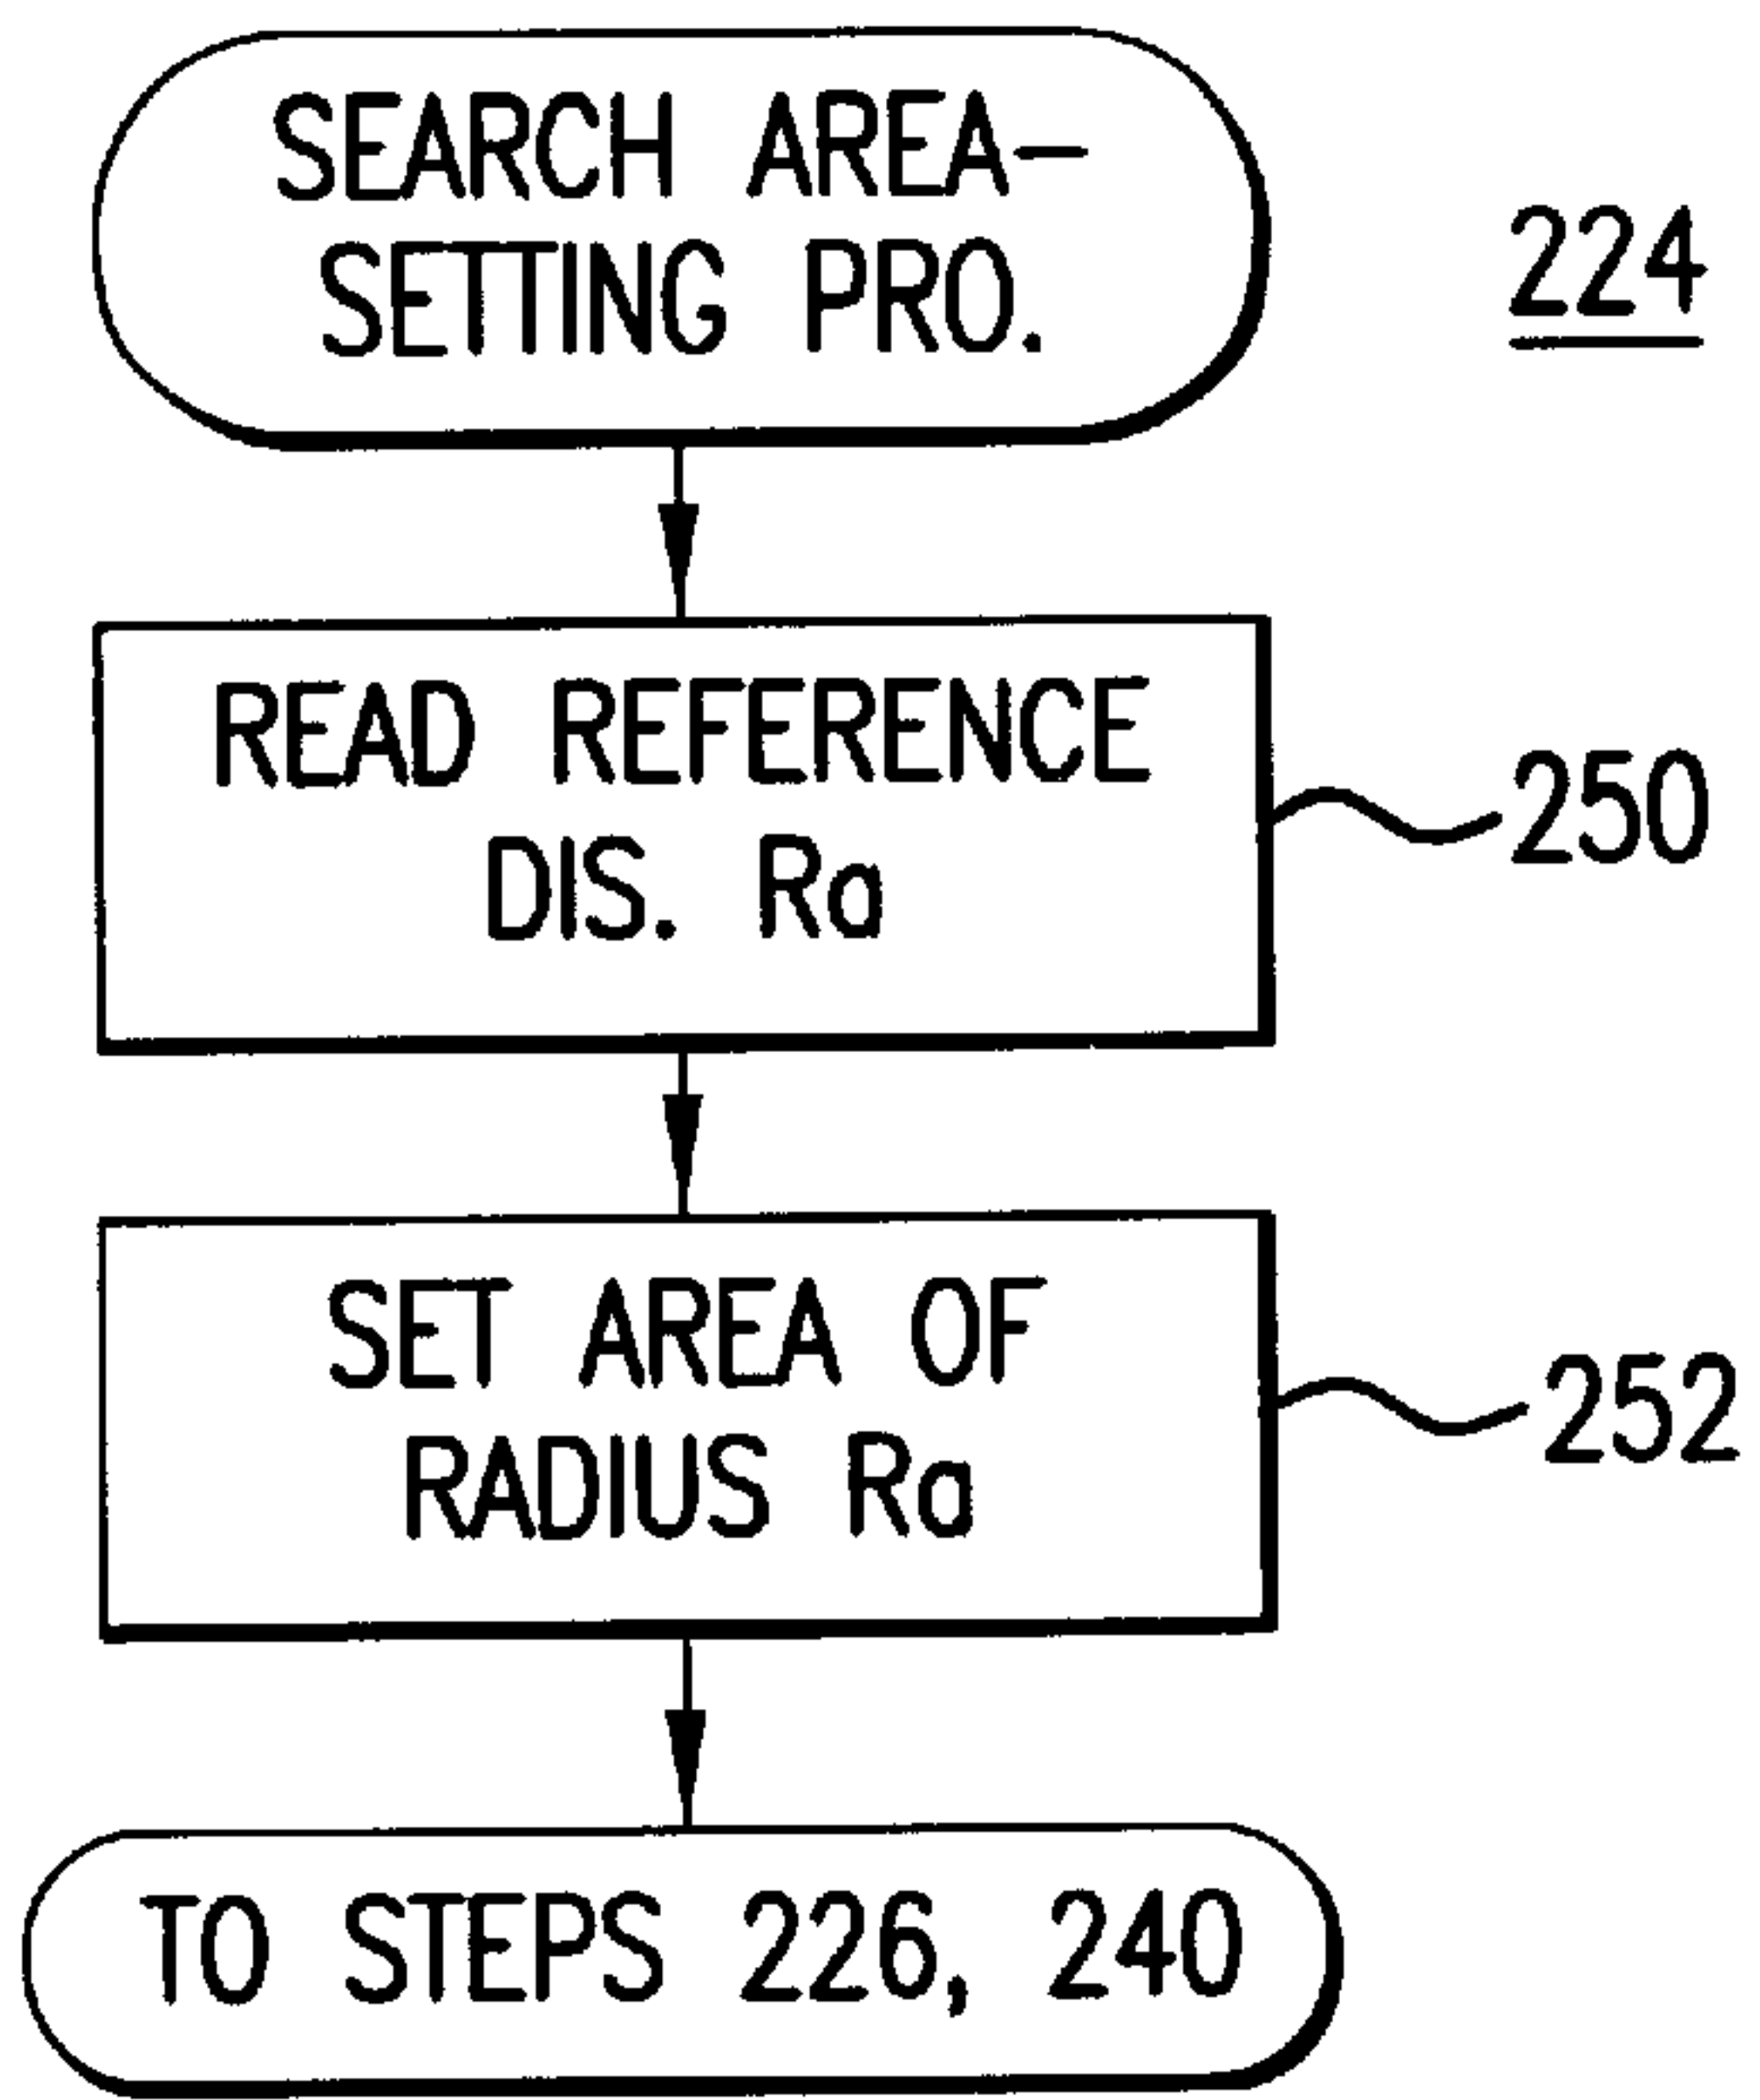 SEARCH AREA-
SETTING PRO.
224
READ REFERENCE
DIS. Ra
250
SET AREA OF
RADIUS Ra
252
TO STEPS 226, 240